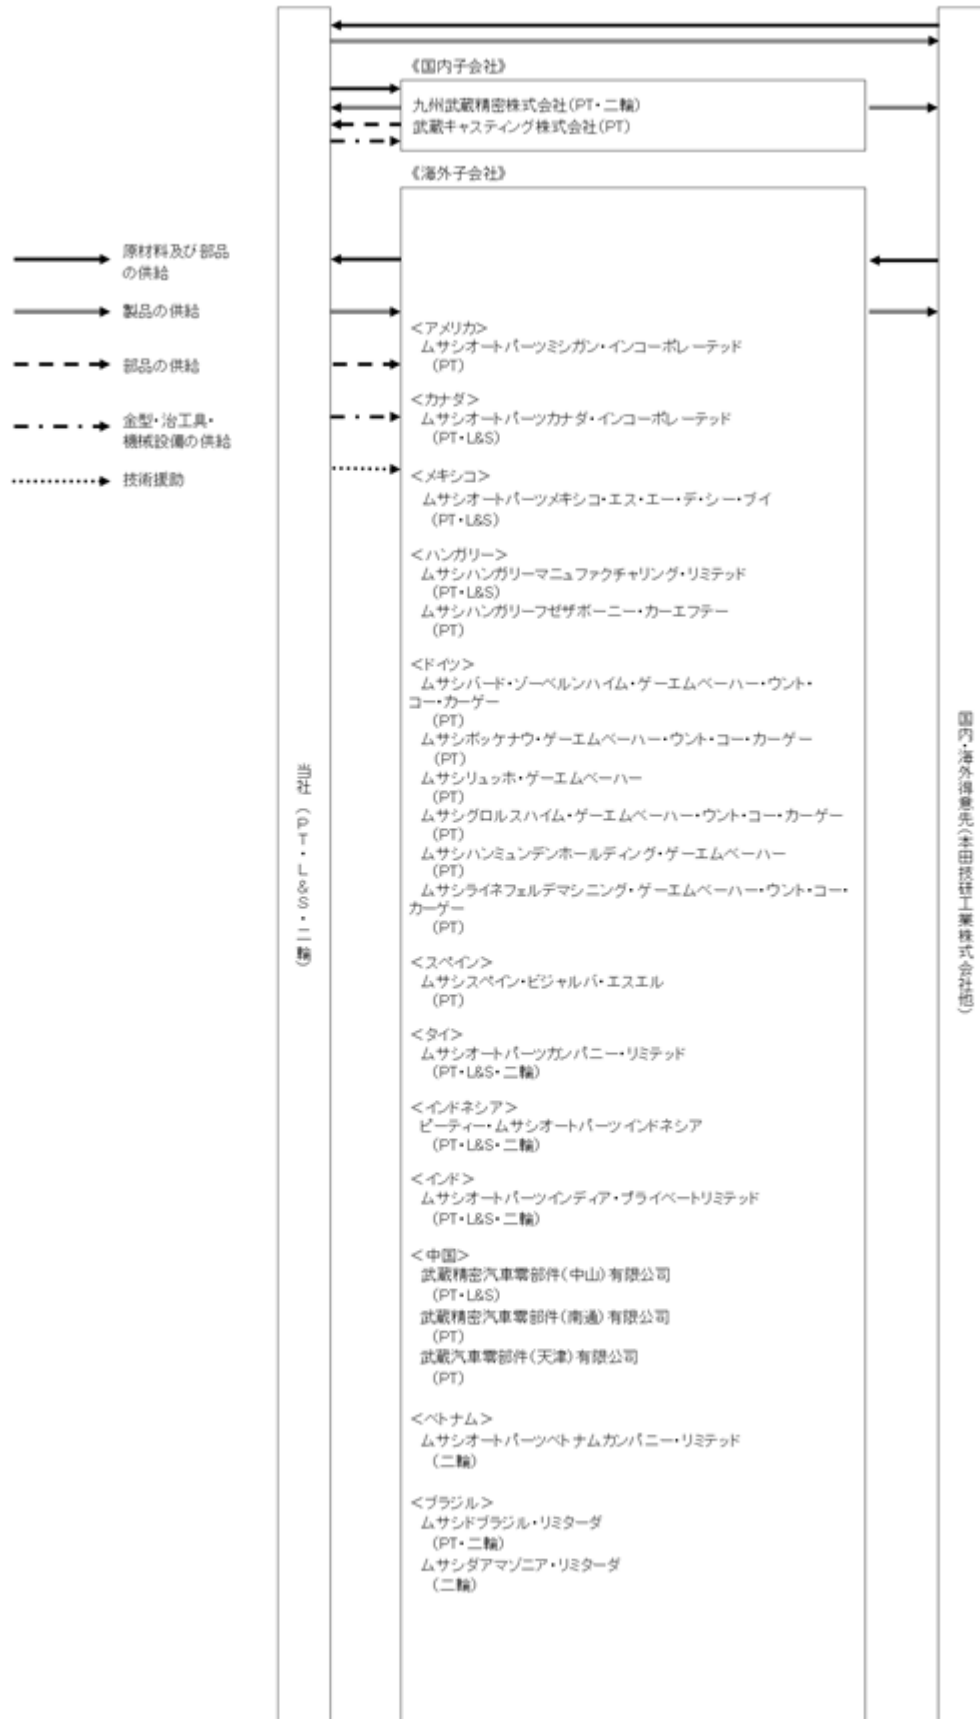 《国内子会社》
九州武蔵精密株式会社(PT・二輪)
武蔵キャスティング株式会社(PT)
《海外子会社》
原材料及び部品
の供給
製品の供給
部品の供給
金型・治工具・
機械設備の供給
技術援助
<アメリカ>
ムサシオートパーツミシガン・インコーポレーテッド
(PT)
<カナダ>
ムサシオートパーツカナダ・インコーポレーテッド
(PT・L&S)
<メキシコ>
ムサシオートパーツメキシコ・エス・エー・デ・シー・ブイ
(PT・L&S)
<ハンガリー>
ムサシハンガリーマニュファクチャリング・リミテッド
(PT・L&S)
ムサシハンガリーフゼザボーニー・カーエフテー
(PT)
<ドイツ>
ムサシバード・ゾーベルンハイム・ゲーエムベーハー・ウント・
コー・カーゲー
(PT)
ムサシボッケナウ・ゲーエムベーハー・ウント・コー・カーゲー
(PT)
ムサシリュッホ・ゲーエムベーハー
(PT)
ムサシグロルスハイム・ゲーエムベーハー・ウント・コー・カーゲー
(PT)
ムサシハンミュンデンホールディング・ゲーエムベーハー
(PT)
ムサシライネフェルデマシニング・ゲーエムベーハー・ウント・コー・
カーゲー
(PT)
<スペイン>
ムサシスペイン・ビジャルバ・エスエル
(PT)
<タイ>
ムサシオートパーツカンパニー・リミテッド
(PT・L&S・二輪)
<インドネシア>
ピーティー・ムサシオートパーツインドネシア
(PT・L&S・二輪)
<インド>
ムサシオートパーツインディア・プライベートリミテッド
(PT・L&S・二輪)
<中国>
武蔵精密汽車零部件(中山)有限公司
(PT・L&S)
武蔵精密汽車零部件(南通)有限公司
(PT)
武蔵汽車零部件(天津)有限公司
(PT)
<ベトナム>
ムサシオートパーツベトナムカンパニー・リミテッド
(二輪)
<ブラジル>
ムサシドブラジル・リミターダ
(PT・二輪)
ムサシダアマゾニア・リミターダ
(二輪)
当社(PT・L&S・二輪)
国内・海外得意先(本田技研工業株式会社他)